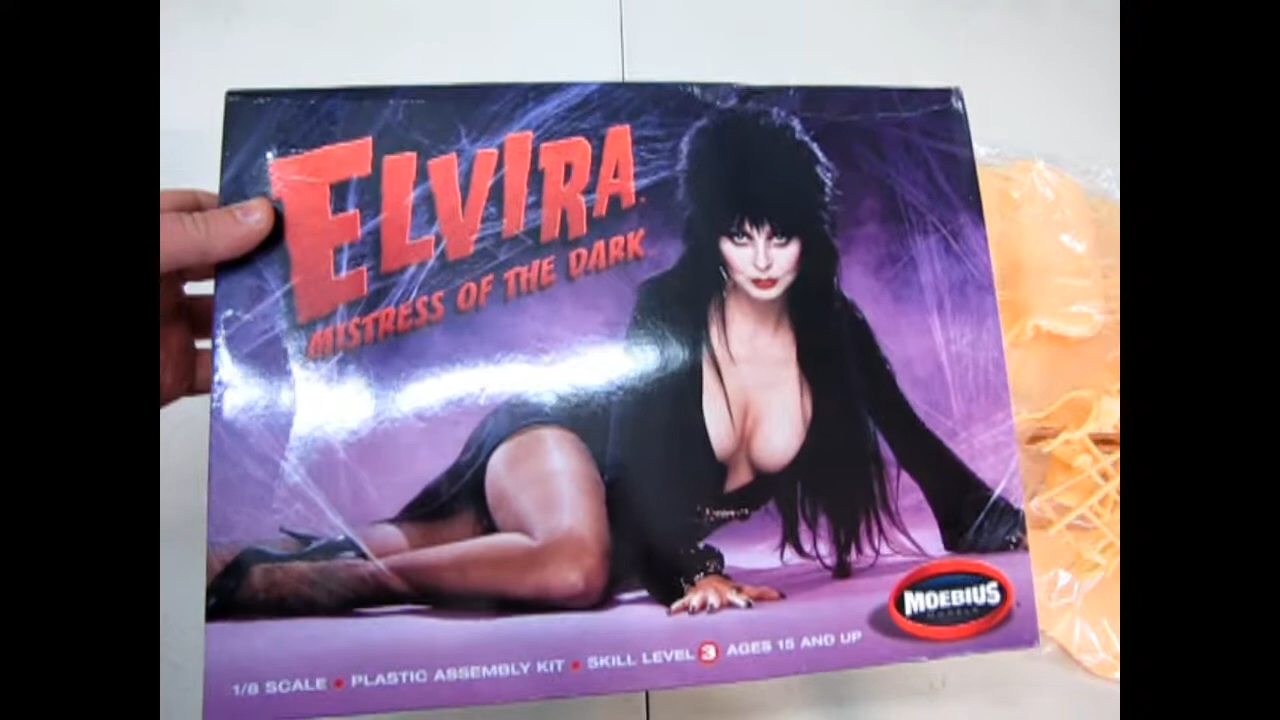 ELVIRA
MISTRESS OF THE DARK
MOEBIUS
MODELS
1/8 SCALE • PLASTIC ASSEMBLY KIT • SKILL LEVEL 3 AGES 15 AND UP